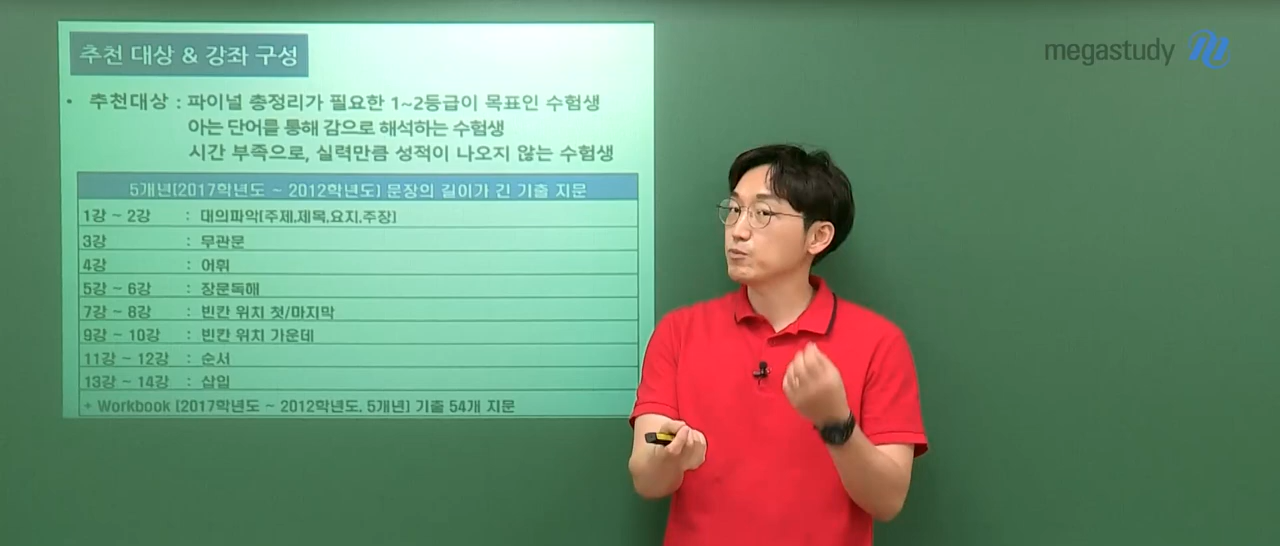 추천 대상 & 강좌 구성
megastudy
• 추천대상 : 파이널 총정리가 필요한 1~2등급이 목표인 수험생
아는 단어를 통해 감으로 해석하는 수험생
시간 부족으로, 실력만큼 성적이 나오지 않는 수험생
5개년(2017학년도 ~ 2012학년도) 문장의 길이가 긴 기출 지문
1강 ~ 2강 : 대의파악(주제,제목,요지,주장)
3강 : 무관문
4강 : 어휘
5강 ~ 6강 : 장문독해
7강 ~ 8강 : 빈칸 위치 첫/마지막
9강 ~ 10강 : 빈칸 위치 가운데
11강 ~ 12강 : 순서
13강 ~ 14강 : 삽입
+ Workbook (2017학년도 ~ 2012학년도, 5개년) 기출 54개 지문